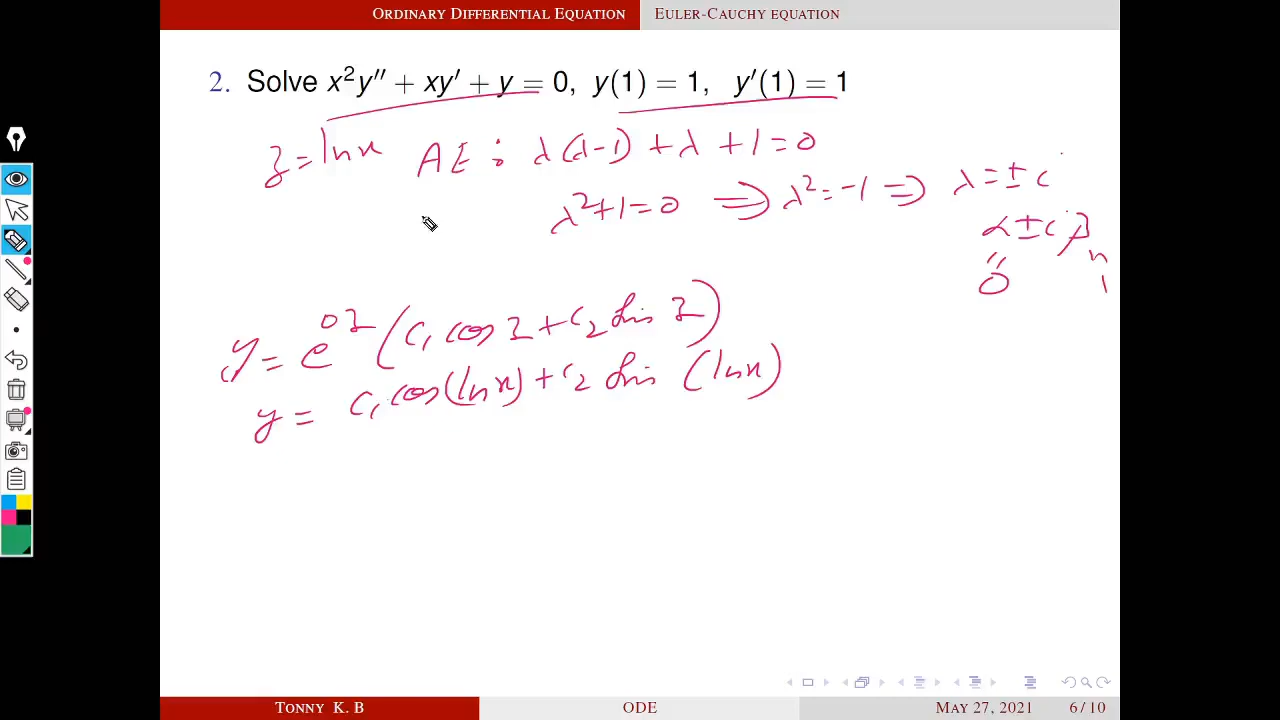 ORDINARY DIFFERENTIAL EQUATION EULER-CAUCHY EQUATION
2. Solve x²y″ + xy′ + y = 0, y(1) = 1, y′(1) = 1
z = ln x AE : λ(λ-1) + λ + 1 = 0
λ² + 1 = 0 ⇒ λ² = -1 ⇒ λ = ± i
α ± i β
" "
0 1
y = e^{0z} (c₁ cos z + c₂ sin z)
y = c₁ cos(ln x) + c₂ sin (ln x)
TONNY K. B ODE MAY 27, 2021 6 / 10